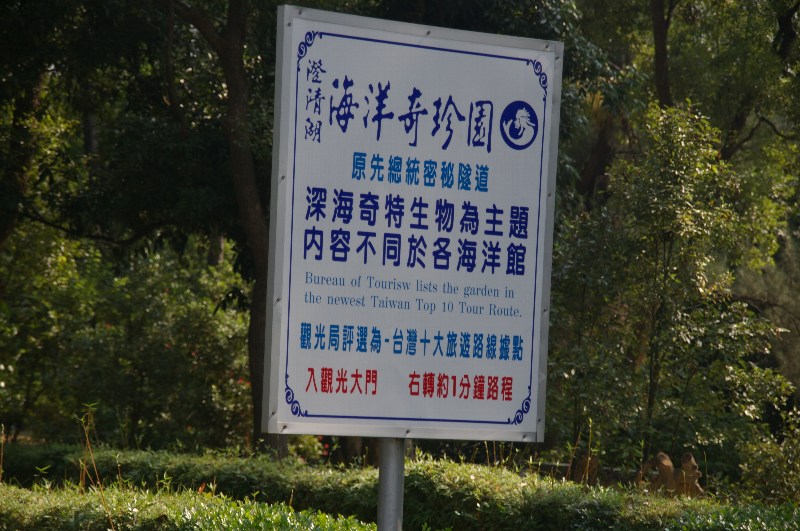 澄清湖
海洋奇珍園
原先總統密秘隧道
深海奇特生物為主題
內容不同於各海洋館
Bureau of Tourisw lists the garden in
the newest Taiwan Top 10 Tour Route.
觀光局評選為-台灣十大旅遊路線據點
入觀光大門 右轉約1分鐘路程